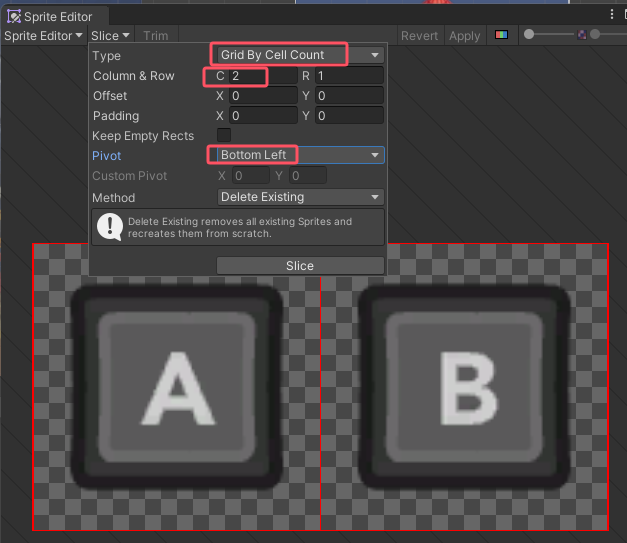 Sprite Editor
Sprite Editor Slice Trim Revert Apply
Type Grid By Cell Count
Column & Row C 2 R 1
Offset X 0 Y 0
Padding X 0 Y 0
Keep Empty Rects
Pivot Bottom Left
Custom Pivot X 0 Y 0
Method Delete Existing
Delete Existing removes all existing Sprites and
recreates them from scratch.
Slice
A B